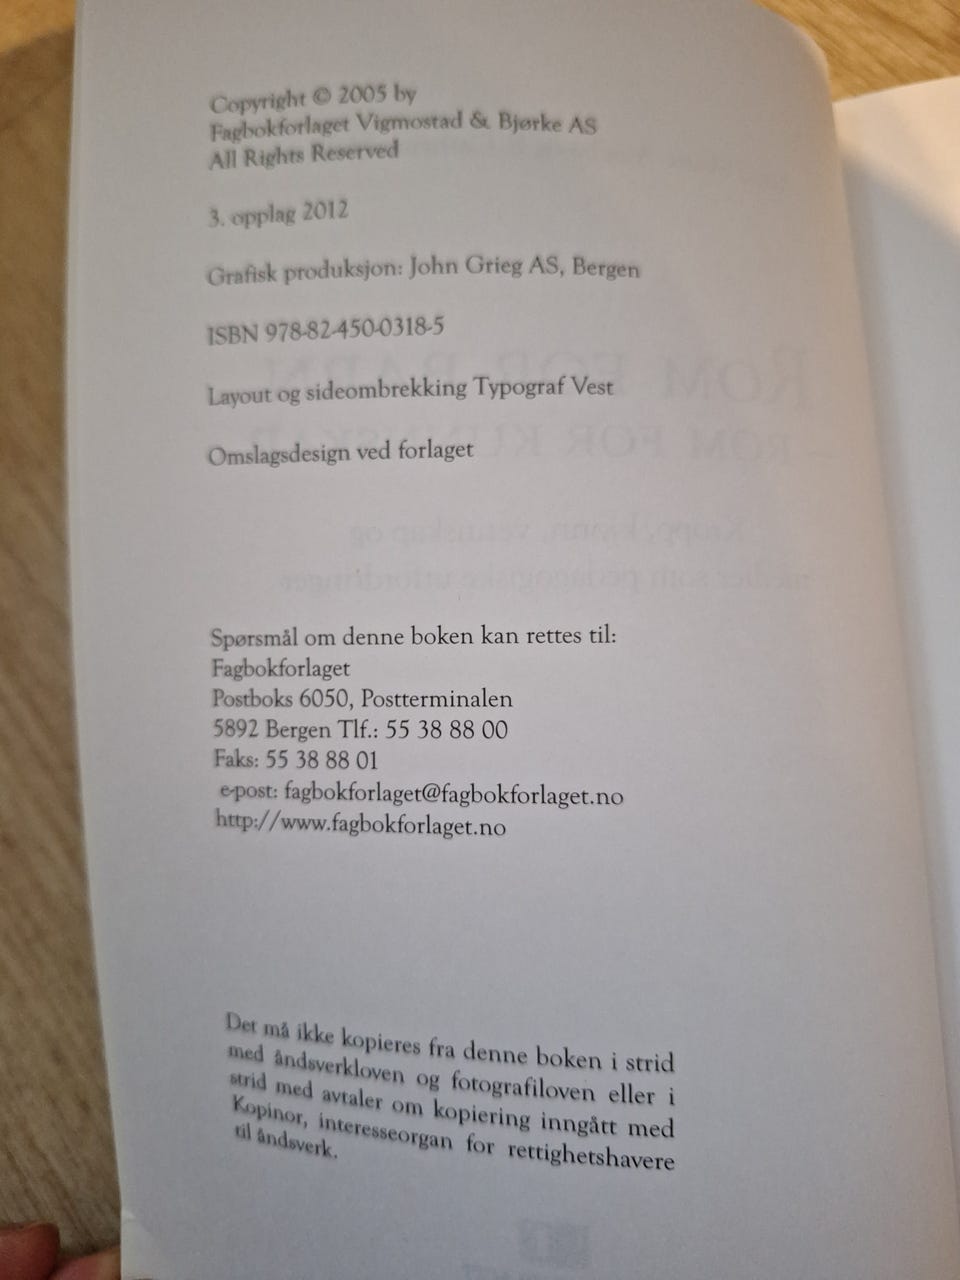 Copyright © 2005 by
Fagbokforlaget Vigmostad & Bjørke AS
All Rights Reserved
3. opplag 2012
Grafisk produksjon: John Grieg AS, Bergen
ISBN 978-82-450-0318-5
Layout og sideombrekking Typograf Vest
Omslagsdesign ved forlaget
Spørsmål om denne boken kan rettes til:
Fagbokforlaget
Postboks 6050, Postterminalen
5892 Bergen Tlf.: 55 38 88 00
Faks: 55 38 88 01
e-post: fagbokforlaget@fagbokforlaget.no
http://www.fagbokforlaget.no
Det må ikke kopieres fra denne boken i strid
med åndsverkloven og fotografiloven eller i
strid med avtaler om kopiering inngått med
Kopinor, interesseorgan for rettighetshavere
til åndsverk.